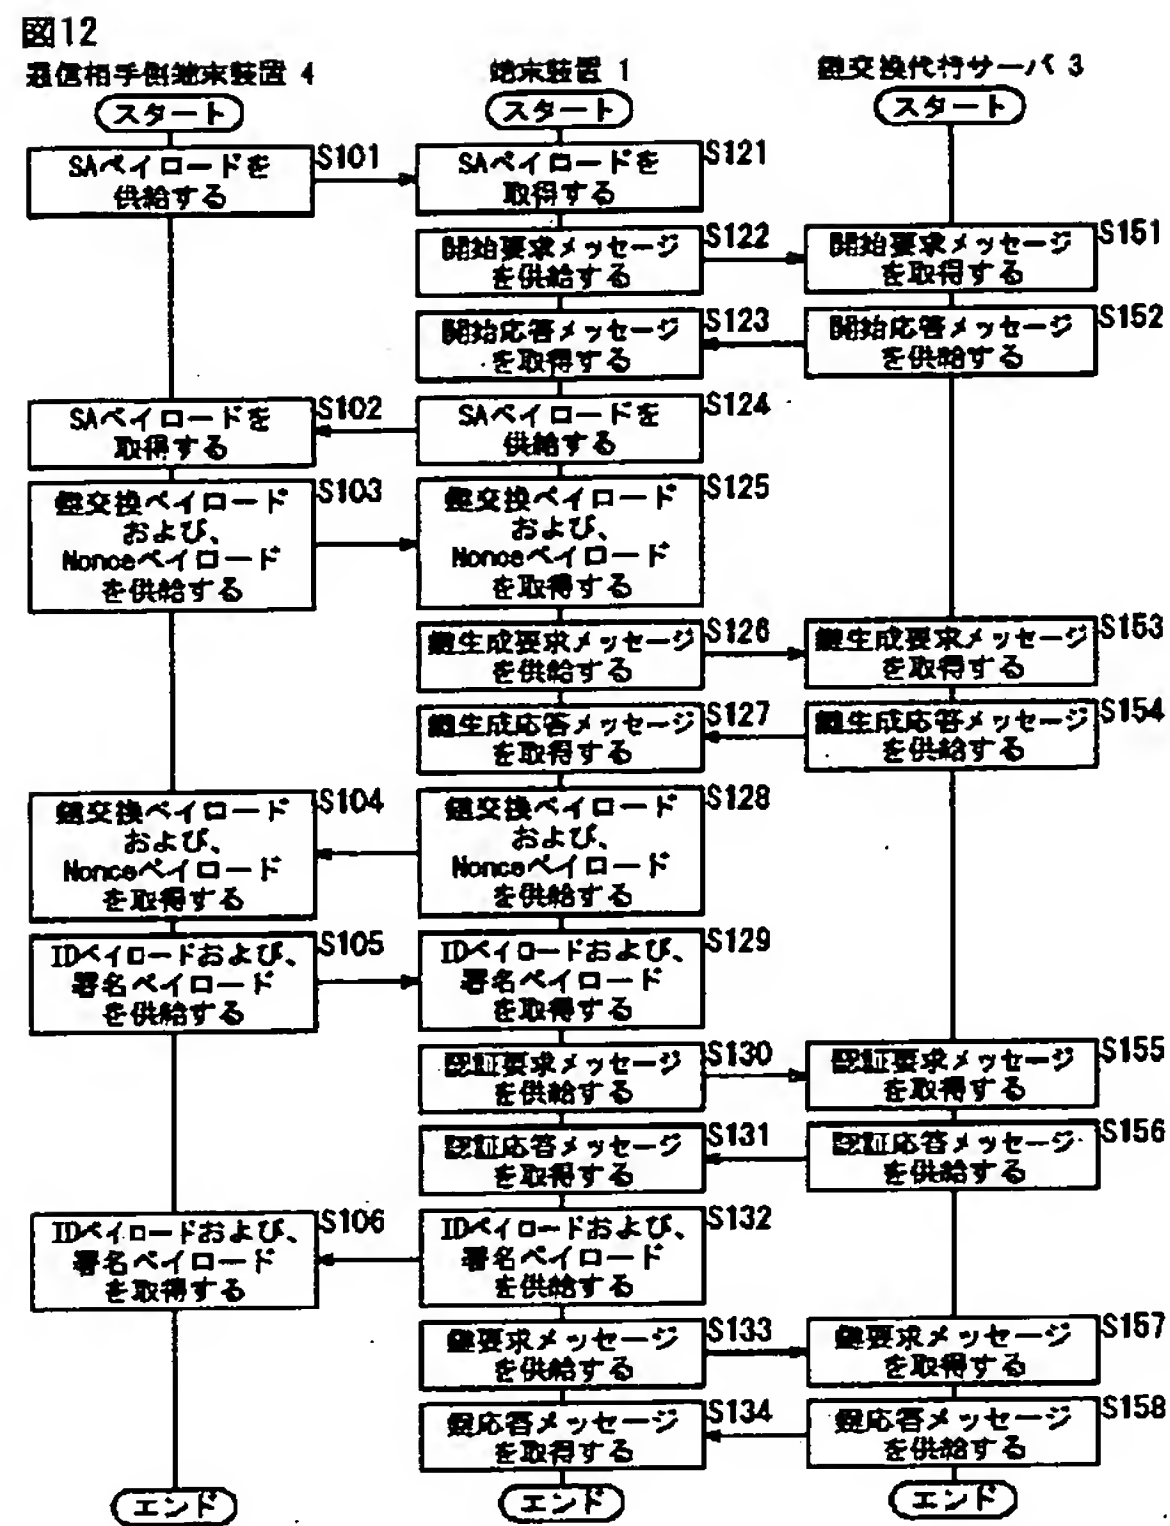 図12
通信相手側端末装置 4
端末装置 1
鍵交換代行サーバ 3
スタート
スタート
スタート
SAペイロードを
供給する
S101
SAペイロードを
取得する
S121
開始要求メッセージ
を供給する
S122
開始要求メッセージ
を取得する
S151
開始応答メッセージ
を取得する
S123
開始応答メッセージ
を供給する
S152
SAペイロードを
取得する
S102
SAペイロードを
供給する
S124
鍵交換ペイロード
および、
Nonceペイロード
を供給する
S103
鍵交換ペイロード
および、
Nonceペイロード
を取得する
S125
鍵生成要求メッセージ
を供給する
S126
鍵生成要求メッセージ
を取得する
S153
鍵生成応答メッセージ
を取得する
S127
鍵生成応答メッセージ
を供給する
S154
鍵交換ペイロード
および、
Nonceペイロード
を取得する
S104
鍵交換ペイロード
および、
Nonceペイロード
を供給する
S128
IDペイロードおよび、
署名ペイロード
を供給する
S105
IDペイロードおよび、
署名ペイロード
を取得する
S129
認証要求メッセージ
を供給する
S130
認証要求メッセージ
を取得する
S155
認証応答メッセージ
を取得する
S131
認証応答メッセージ
を供給する
S156
IDペイロードおよび、
署名ペイロード
を取得する
S106
IDペイロードおよび、
署名ペイロード
を供給する
S132
鍵要求メッセージ
を供給する
S133
鍵要求メッセージ
を取得する
S157
鍵応答メッセージ
を取得する
S134
鍵応答メッセージ
を供給する
S158
エンド
エンド
エンド